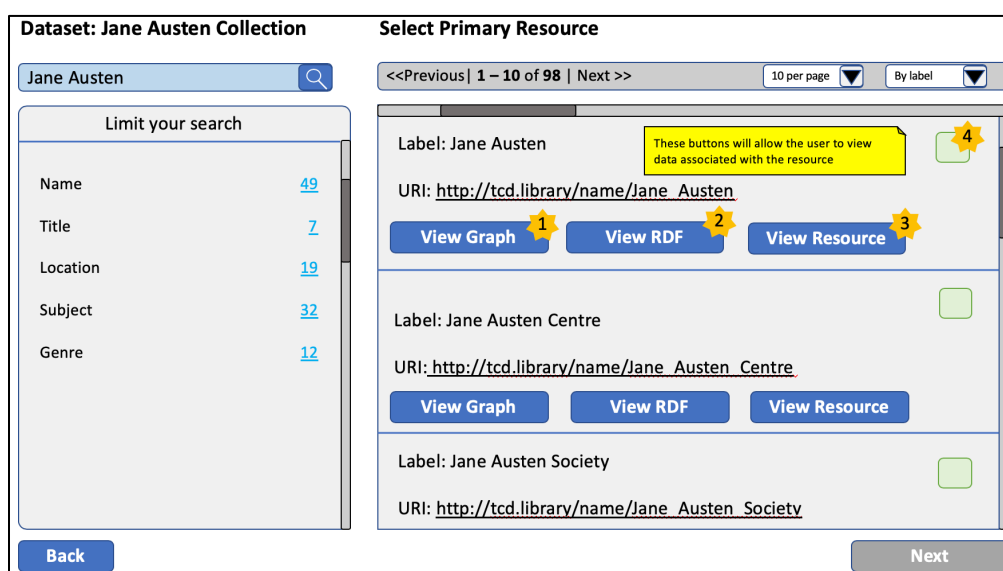 Dataset: Jane Austen Collection
Select Primary Resource
Jane Austen
<<Previous| 1 – 10 of 98 | Next >>
10 per page
By label
Limit your search
Name 49
Title 7
Location 19
Subject 32
Genre 12
Label: Jane Austen
These buttons will allow the user to view
data associated with the resource
4
URI: http://tcd.library/name/Jane_Austen
View Graph 1
View RDF 2
View Resource 3
Label: Jane Austen Centre
URI: http://tcd.library/name/Jane_Austen_Centre
View Graph
View RDF
View Resource
Label: Jane Austen Society
URI: http://tcd.library/name/Jane_Austen_Society
Back
Next